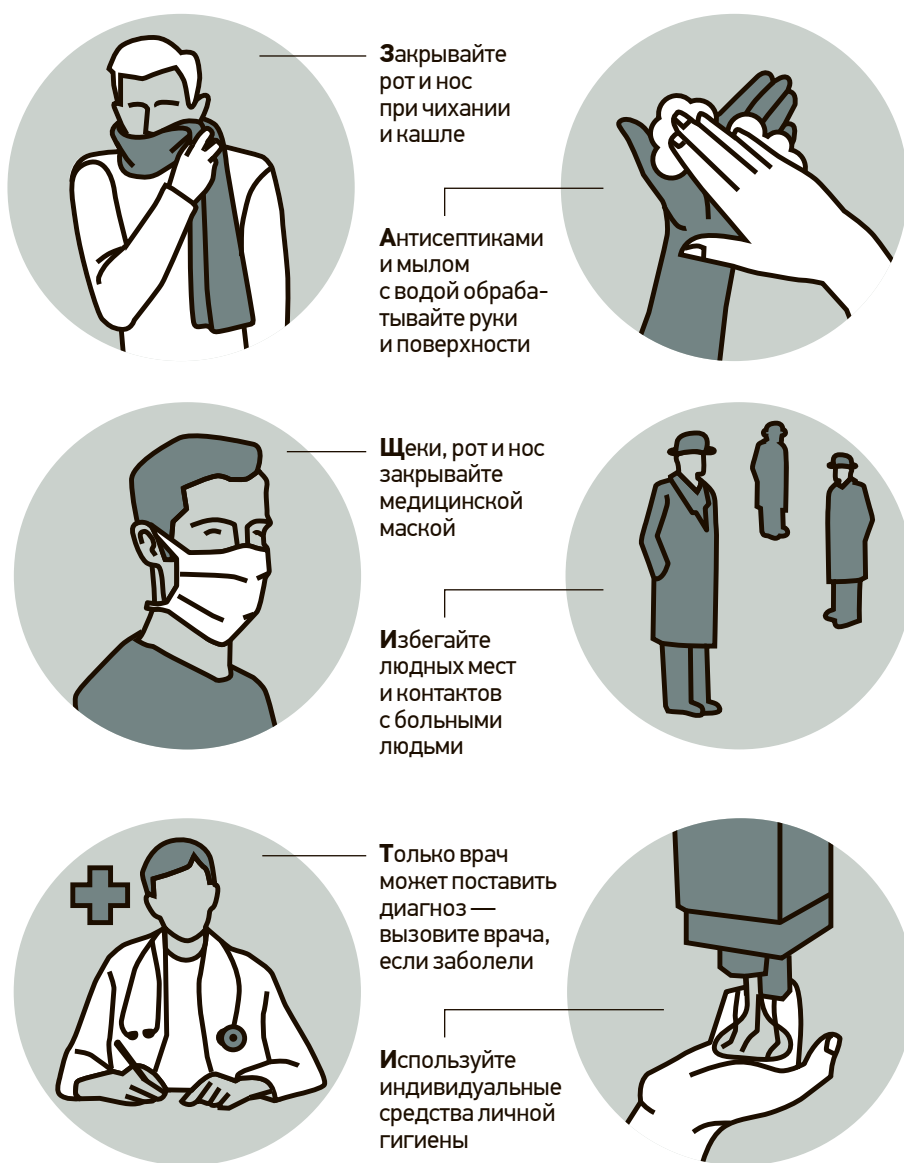 Закрывайте
рот и нос
при чихании
и кашле
Антисептиками
и мылом
с водой обраба-
тывайте руки
и поверхности
Щеки, рот и нос
закрывайте
медицинской
маской
Избегайте
людных мест
и контактов
с больными
людьми
Только врач
может поставить
диагноз —
вызовите врача,
если заболели
Используйте
индивидуальные
средства личной
гигиены